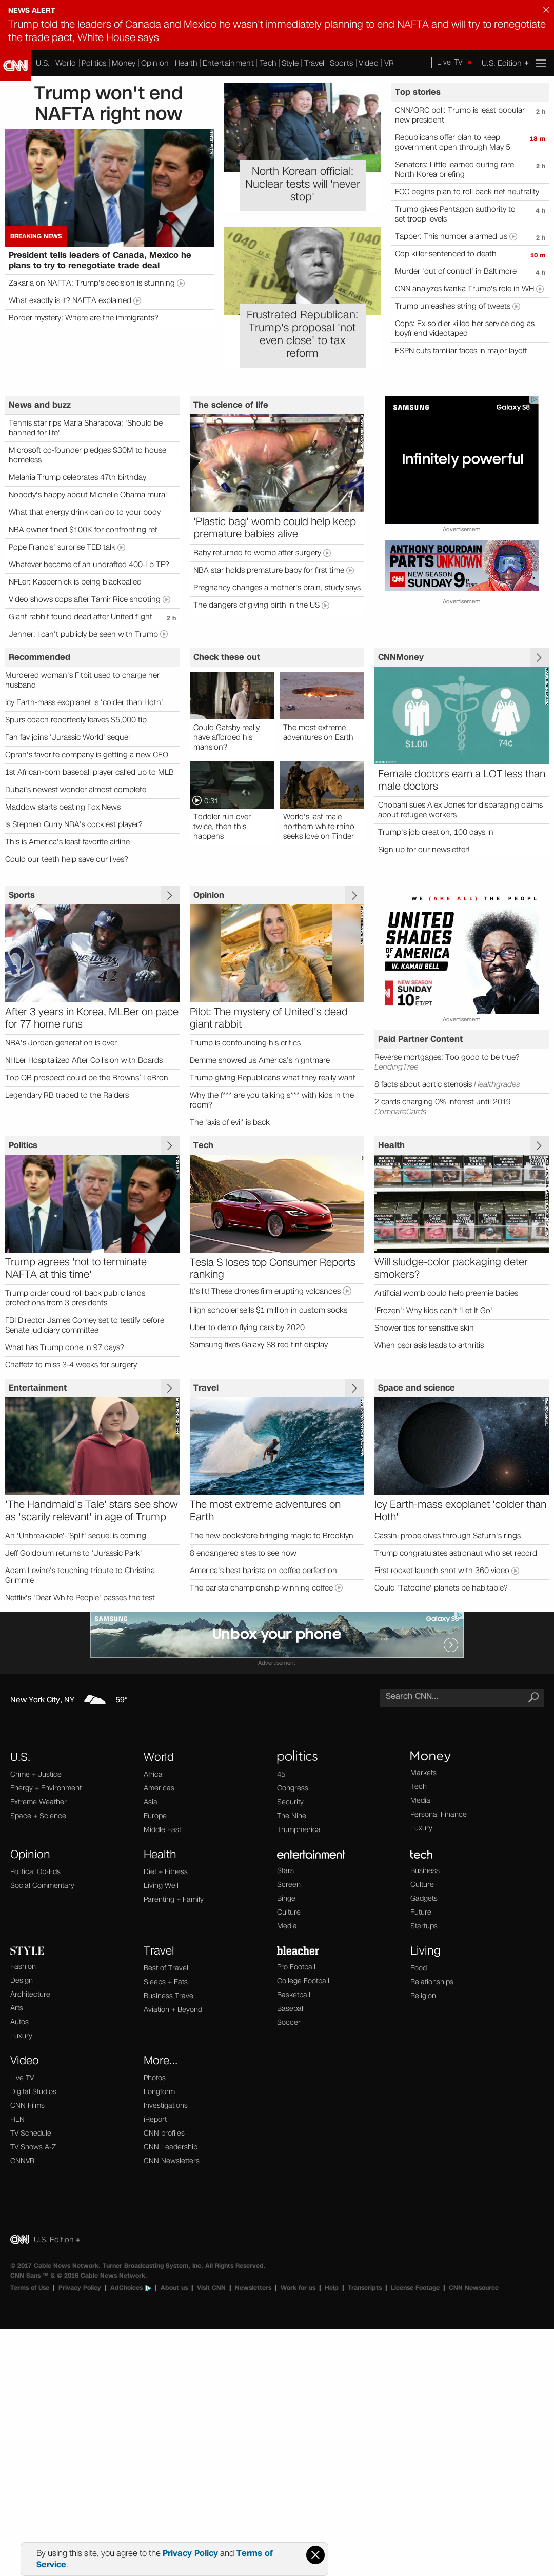 NEWS ALERT
Trump told the leaders of Canada and Mexico he wasn't immediately planning to end NAFTA and will try to renegotiate
the trade pact, White House says
CNN
U.S. World Politics Money Opinion Health Entertainment Tech Style Travel Sports Video VR
Live TV
U.S. Edition +
Trump won't end
NAFTA right now
BREAKING NEWS
President tells leaders of Canada, Mexico he
plans to try to renegotiate trade deal
Zakaria on NAFTA: Trump's decision is stunning
What exactly is it? NAFTA explained
Border mystery: Where are the immigrants?
North Korean official:
Nuclear tests will 'never
stop'
Frustrated Republican:
Trump's proposal 'not
even close' to tax
reform
Top stories
CNN/ORC poll: Trump is least popular 2 h
new president
Republicans offer plan to keep 18 m
government open through May 5
Senators: Little learned during rare 2 h
North Korea briefing
FCC begins plan to roll back net neutrality
Trump gives Pentagon authority to 4 h
set troop levels
Tapper: This number alarmed us 2 h
Cop killer sentenced to death 10 m
Murder 'out of control' in Baltimore 4 h
CNN analyzes Ivanka Trump's role in WH
Trump unleashes string of tweets
Cops: Ex-soldier killed her service dog as
boyfriend videotaped
ESPN cuts familiar faces in major layoff
News and buzz
Tennis star rips Maria Sharapova: 'Should be
banned for life'
Microsoft co-founder pledges $30M to house
homeless
Melania Trump celebrates 47th birthday
Nobody's happy about Michelle Obama mural
What that energy drink can do to your body
NBA owner fined $100K for confronting ref
Pope Francis' surprise TED talk
Whatever became of an undrafted 400-Lb TE?
NFLer: Kaepernick is being blackballed
Video shows cops after Tamir Rice shooting
Giant rabbit found dead after United flight 2 h
Jenner: I can't publicly be seen with Trump
The science of life
'Plastic bag' womb could help keep
premature babies alive
Baby returned to womb after surgery
NBA star holds premature baby for first time
Pregnancy changes a mother's brain, study says
The dangers of giving birth in the US
SAMSUNG
Galaxy S8
Infinitely powerful
Advertisement
ANTHONY BOURDAIN
PARTS UNKNOWN
CNN NEW SEASON
SUNDAY 9P
Advertisement
Recommended
Murdered woman's Fitbit used to charge her
husband
Icy Earth-mass exoplanet is 'colder than Hoth'
Spurs coach reportedly leaves $5,000 tip
Fan fav joins 'Jurassic World' sequel
Oprah's favorite company is getting a new CEO
1st African-born baseball player called up to MLB
Dubai's newest wonder almost complete
Maddow starts beating Fox News
Is Stephen Curry NBA's cockiest player?
This is America's least favorite airline
Could our teeth help save our lives?
Check these out
Could Gatsby really
have afforded his
mansion?
The most extreme
adventures on Earth
0:31
Toddler run over
twice, then this
happens
World's last male
northern white rhino
seeks love on Tinder
CNNMoney
$1.00
74¢
Female doctors earn a LOT less than
male doctors
Chobani sues Alex Jones for disparaging claims
about refugee workers
Trump's job creation, 100 days in
Sign up for our newsletter!
Sports
Brewers
42
After 3 years in Korea, MLBer on pace
for 77 home runs
NBA's Jordan generation is over
NHLer Hospitalized After Collision with Boards
Top QB prospect could be the Browns' LeBron
Legendary RB traded to the Raiders
Opinion
Pilot: The mystery of United's dead
giant rabbit
Trump is confounding his critics
Demme showed us America's nightmare
Trump giving Republicans what they really want
Why the f*** are you talking s*** with kids in the
room?
The 'axis of evil' is back
WE (ARE ALL) THE PEOPL
UNITED
SHADES
OF AMERICA
W. KAMAU BELL
NEW SEASON
SUNDAY
10P ET/PT
Advertisement
Paid Partner Content
Reverse mortgages: Too good to be true?
LendingTree
8 facts about aortic stenosis Healthgrades
2 cards charging 0% interest until 2019
CompareCards
Politics
Trump agrees 'not to terminate
NAFTA at this time'
Trump order could roll back public lands
protections from 3 presidents
FBI Director James Comey set to testify before
Senate judiciary committee
What has Trump done in 97 days?
Chaffetz to miss 3-4 weeks for surgery
Tech
Tesla S loses top Consumer Reports
ranking
It's lit! These drones film erupting volcanoes
High schooler sells $1 million in custom socks
Uber to demo flying cars by 2020
Samsung fixes Galaxy S8 red tint display
Health
Will sludge-color packaging deter
smokers?
Artificial womb could help preemie babies
'Frozen': Why kids can't 'Let It Go'
Shower tips for sensitive skin
When psoriasis leads to arthritis
Entertainment
'The Handmaid's Tale' stars see show
as 'scarily relevant' in age of Trump
An 'Unbreakable'-'Split' sequel is coming
Jeff Goldblum returns to 'Jurassic Park'
Adam Levine's touching tribute to Christina
Grimmie
Netflix's 'Dear White People' passes the test
Travel
The most extreme adventures on
Earth
The new bookstore bringing magic to Brooklyn
8 endangered sites to see now
America's best barista on coffee perfection
The barista championship-winning coffee
Space and science
Icy Earth-mass exoplanet 'colder than
Hoth'
Cassini probe dives through Saturn's rings
Trump congratulates astronaut who set record
First rocket launch shot with 360 video
Could 'Tatooine' planets be habitable?
SAMSUNG
Galaxy S8
Unbox your phone
Advertisement
New York City, NY 59°
Search CNN...
U.S.
Crime + Justice
Energy + Environment
Extreme Weather
Space + Science
World
Africa
Americas
Asia
Europe
Middle East
politics
45
Congress
Security
The Nine
Trumpmerica
Money
Markets
Tech
Media
Personal Finance
Luxury
Opinion
Political Op-Eds
Social Commentary
Health
Diet + Fitness
Living Well
Parenting + Family
entertainment
Stars
Screen
Binge
Culture
Media
tech
Business
Culture
Gadgets
Future
Startups
STYLE
Fashion
Design
Architecture
Arts
Autos
Luxury
Travel
Best of Travel
Sleeps + Eats
Business Travel
Aviation + Beyond
bleacher
Pro Football
College Football
Basketball
Baseball
Soccer
Living
Food
Relationships
Religion
Video
Live TV
Digital Studios
CNN Films
HLN
TV Schedule
TV Shows A-Z
CNNVR
More...
Photos
Longform
Investigations
iReport
CNN profiles
CNN Leadership
CNN Newsletters
CNN U.S. Edition +
© 2017 Cable News Network. Turner Broadcasting System, Inc. All Rights Reserved.
CNN Sans ™ & © 2016 Cable News Network.
Terms of Use | Privacy Policy | AdChoices | About us | Visit CNN | Newsletters | Work for us | Help | Transcripts | License Footage | CNN Newsource
By using this site, you agree to the Privacy Policy and Terms of
Service.